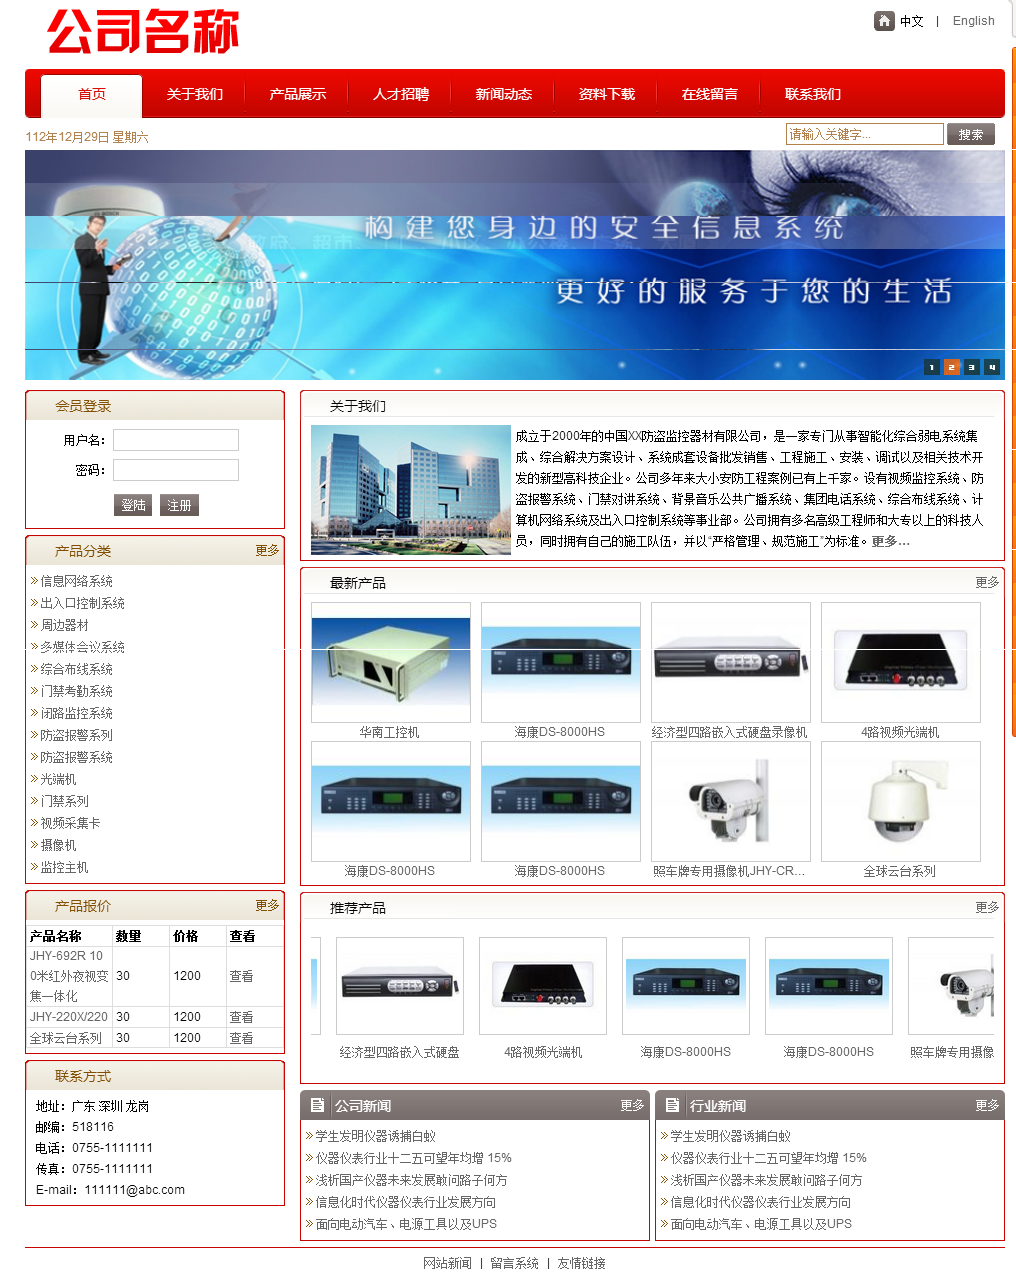 公司名称
中文 | English
首页 关于我们 产品展示 人才招聘 新闻动态 资料下载 在线留言 联系我们
112年12月29日 星期六
请输入关键字... 搜索
构建您身边的安全信息系统
更好的服务于您的生活
1 2 3 4
会员登录
用户名：
密码：
登陆 注册
关于我们
成立于2000年的中国XX防盗监控器材有限公司，是一家专门从事智能化综合弱电系统集
成、综合解决方案设计、系统成套设备批发销售、工程施工、安装、调试以及相关技术开
发的新型高科技企业。公司多年来大小安防工程案例已有上千家。设有视频监控系统、防
盗报警系统、门禁对讲系统、背景音乐公共广播系统、集团电话系统、综合布线系统、计
算机网络系统及出入口控制系统等事业部。公司拥有多名高级工程师和大专以上的科技人
员，同时拥有自己的施工队伍，并以“严格管理、规范施工”为标准。更多...
产品分类 更多
信息网络系统
出入口控制系统
周边器材
多媒体会议系统
综合布线系统
门禁考勤系统
闭路监控系统
防盗报警系列
防盗报警系统
光端机
门禁系列
视频采集卡
摄像机
监控主机
最新产品 更多
华南工控机 海康DS-8000HS 经济型四路嵌入式硬盘录像机 4路视频光端机
海康DS-8000HS 海康DS-8000HS 照车牌专用摄像机JHY-CR... 全球云台系列
产品报价 更多
产品名称 数量 价格 查看
JHY-692R 10
0米红外夜视变 30 1200 查看
焦一体化
JHY-220X/220 30 1200 查看
全球云台系列 30 1200 查看
推荐产品 更多
经济型四路嵌入式硬盘 4路视频光端机 海康DS-8000HS 海康DS-8000HS 照车牌专用摄像
联系方式
地址：广东 深圳 龙岗
邮编：518116
电话：0755-1111111
传真：0755-1111111
E-mail：111111@abc.com
公司新闻 更多
学生发明仪器诱捕白蚁
仪器仪表行业十二五可望年均增 15%
浅析国产仪器未来发展敢问路子何方
信息化时代仪器仪表行业发展方向
面向电动汽车、电源工具以及UPS
行业新闻 更多
学生发明仪器诱捕白蚁
仪器仪表行业十二五可望年均增 15%
浅析国产仪器未来发展敢问路子何方
信息化时代仪器仪表行业发展方向
面向电动汽车、电源工具以及UPS
网站新闻 | 留言系统 | 友情链接